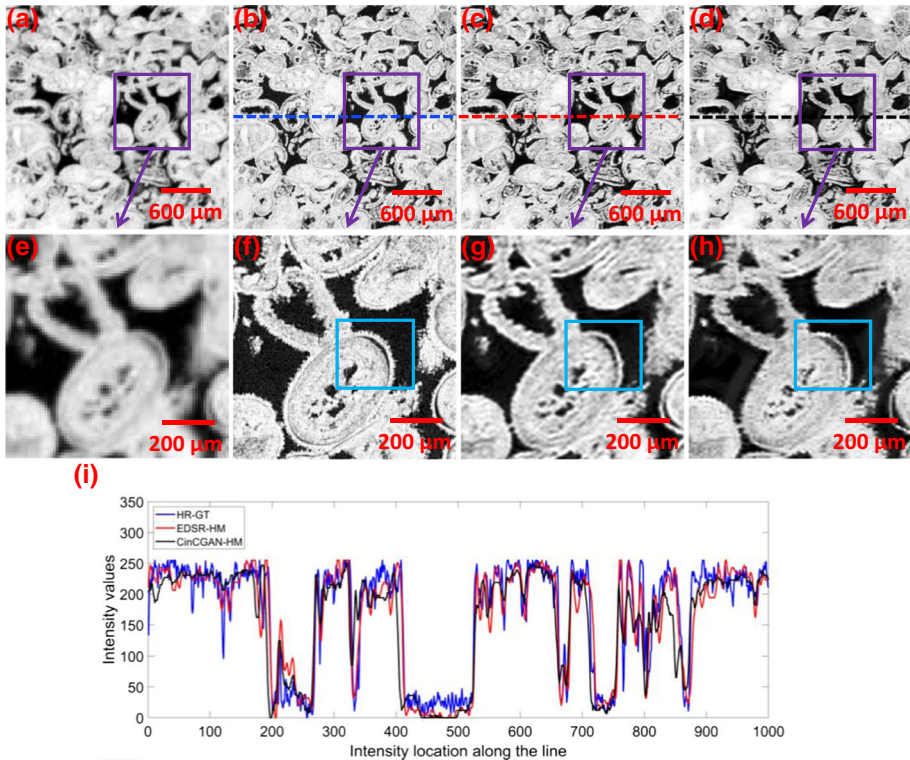 (a) (b) (c) (d)
600 μm 600 μm 600 μm 600 μm
(e) (f) (g) (h)
200 μm 200 μm 200 μm 200 μm
(i)
350
300
250
200
150
100
50
0
Intensity values
HR-GT
EDSR-HM
CinCGAN-HM
0 100 200 300 400 500 600 700 800 900 1000
Intensity location along the line